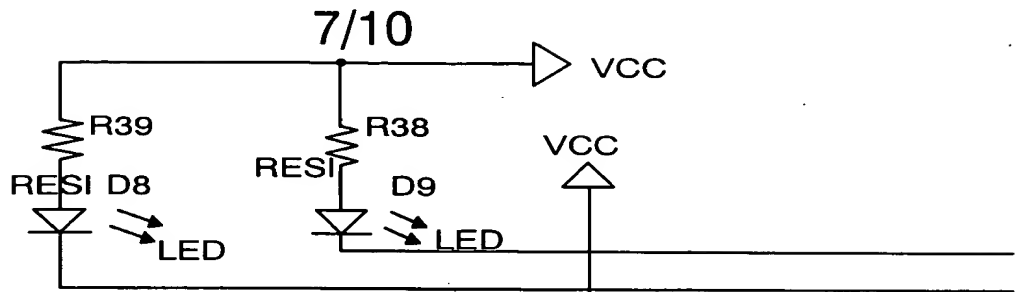 7/10
VCC
R39
R38
VCC
RESI
RESI D8
D9
LED
LED